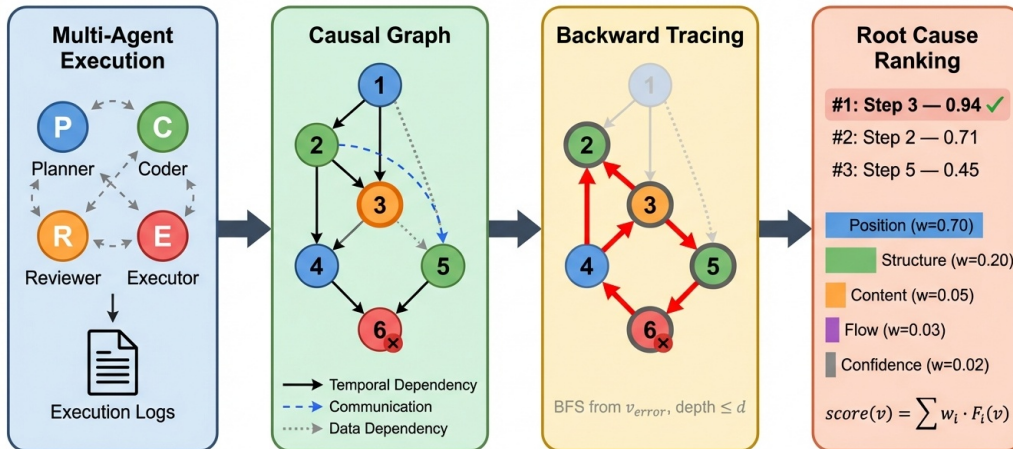 Multi-Agent
Execution
P
C
Planner
Coder
R
E
Reviewer
Executor
Execution Logs
Causal Graph
1
2
3
4
5
6
×
Temporal Dependency
Communication
Data Dependency
Backward Tracing
1
2
3
4
5
6
×
BFS from v_error, depth ≤ d
Root Cause
Ranking
#1: Step 3 — 0.94 ✓
#2: Step 2 — 0.71
#3: Step 5 — 0.45
Position (w=0.70)
Structure (w=0.20)
Content (w=0.05)
Flow (w=0.03)
Confidence (w=0.02)
score(v) = ∑ w_i · F_i(v)